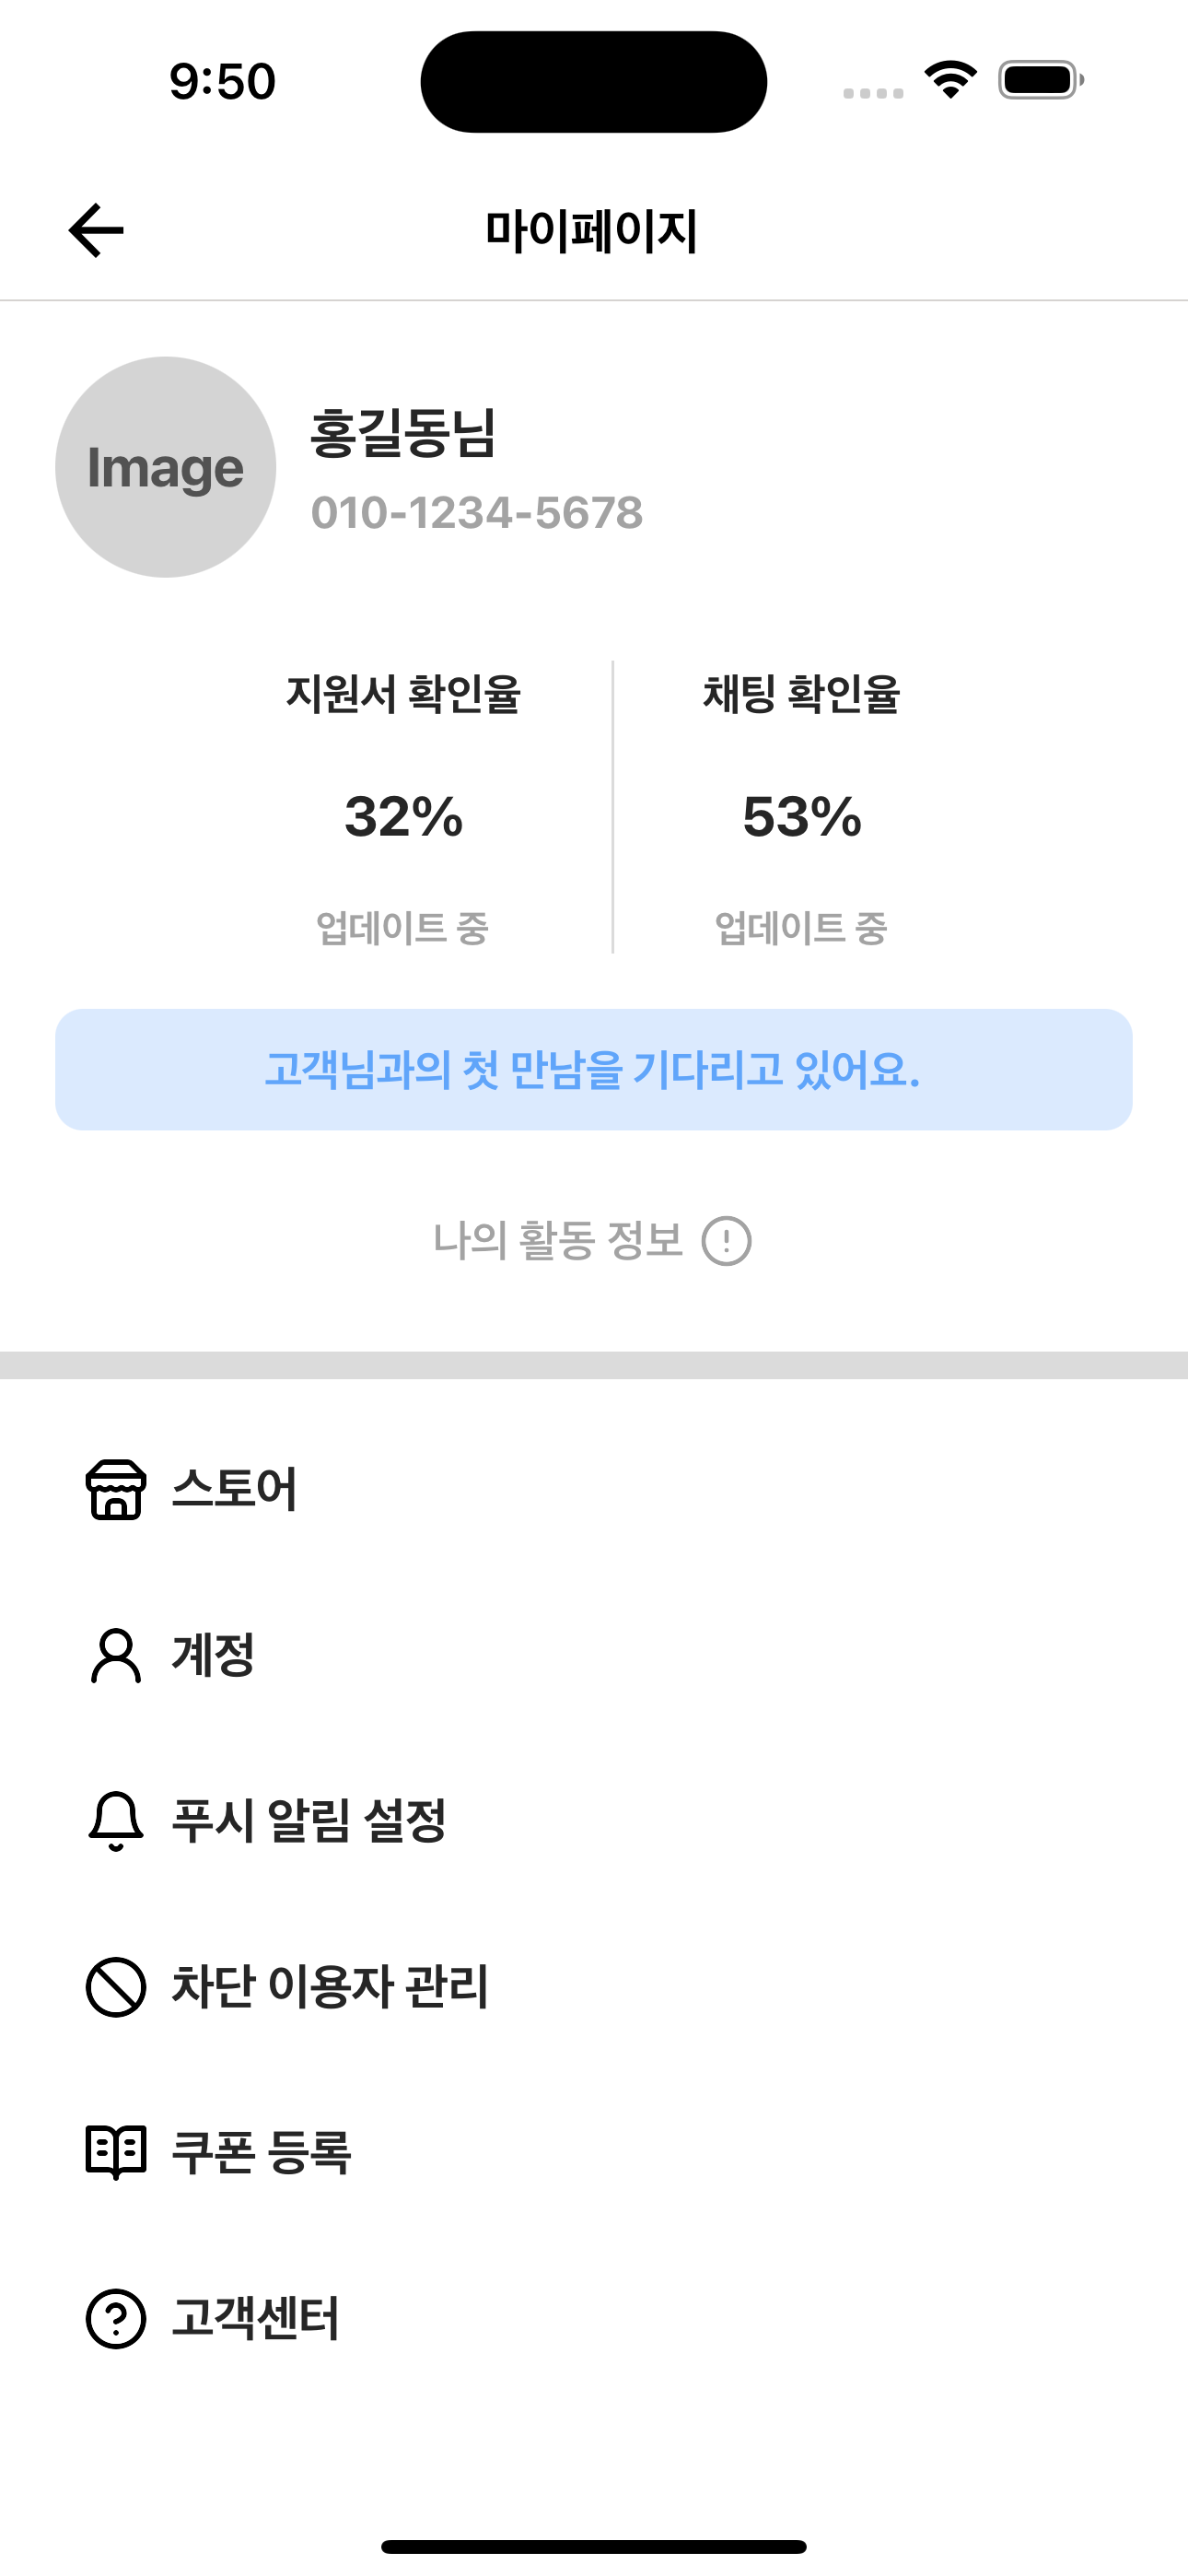 9:50
마이페이지
Image
홍길동님
010-1234-5678
지원서 확인율
채팅 확인율
32%
53%
업데이트 중
업데이트 중
고객님과의 첫 만남을 기다리고 있어요.
나의 활동 정보
스토어
계정
푸시 알림 설정
차단 이용자 관리
쿠폰 등록
고객센터